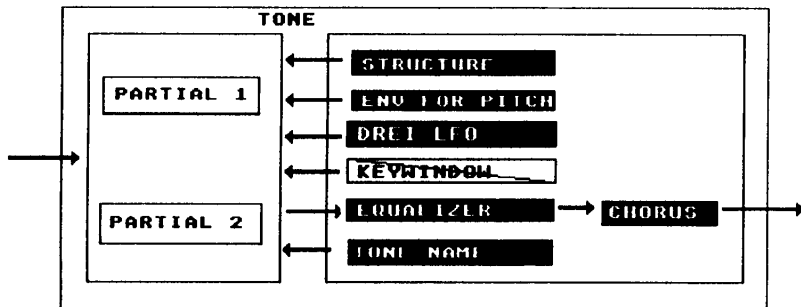 TONE
STRUCTURE
PARTIAL 1
ENV FOR PITCH
DREI LFO
KEYWINDOW
PARTIAL 2
EQUALIZER
CHORUS
TONE NAME